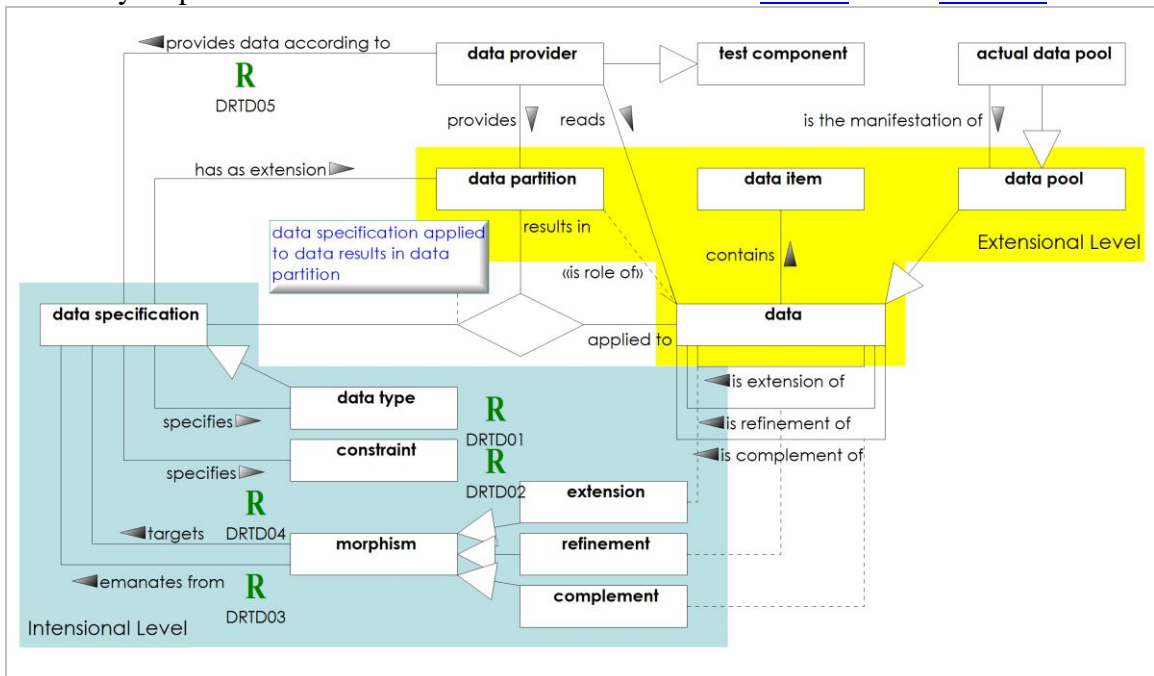 provides data according to
data provider
test component
actual data pool
R
DRTD05
provides
reads
is the manifestation of
has as extension
data partition
data item
data pool
data specification applied
to data results in data
partition
results in
Extensional Level
contains
«is role of»
data specification
data
applied to
is extension of
data type
R
specifies
is refinement of
DRTD01
constraint
R
is complement of
specifies
DRTD02
extension
R
targets
DRTD04
morphism
refinement
emanates from
R
complement
DRTD03
Intensional Level